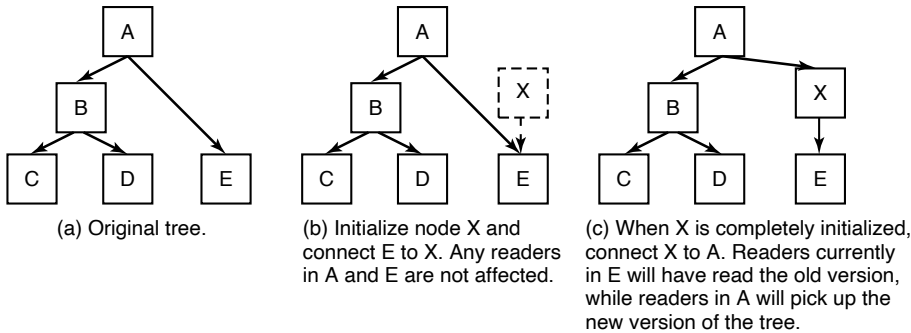 A
B
C
D
E
(a) Original tree.
A
B
X
C
D
E
(b) Initialize node X and
connect E to X. Any readers
in A and E are not affected.
A
B
X
C
D
E
(c) When X is completely initialized,
connect X to A. Readers currently
in E will have read the old version,
while readers in A will pick up the
new version of the tree.